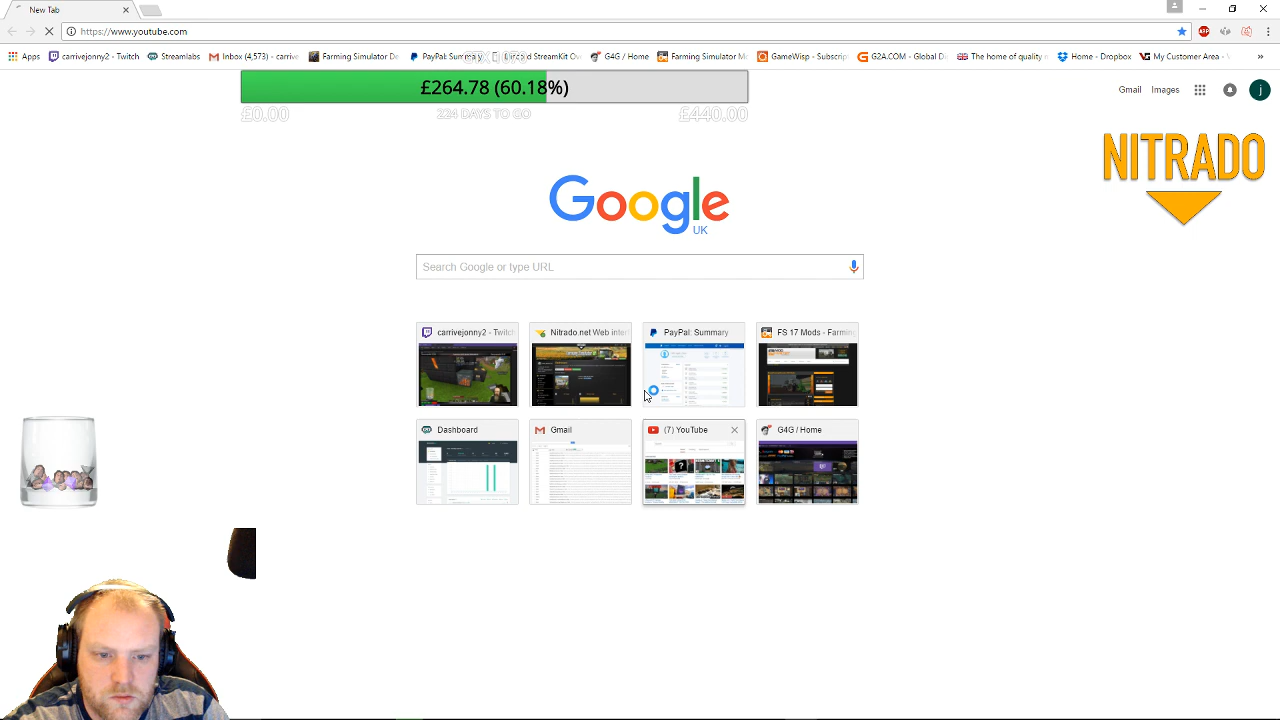 New Tab
https://www.youtube.com
Apps carrivejonny2 - Twitch Streamlabs Inbox (4,573) - carrive Farming Simulator De PayPal: Summary Discord StreamKit Ov G4G / Home Farming Simulator Mo GameWisp - Subscrip G2A.COM - Global Di The home of quality e Home - Dropbox My Customer Area - V »
£264.78 (60.18%)
£0.00 224 DAYS TO GO £440.00
Gmail Images j
NITRADO
Google
UK
Search Google or type URL
carrivejonny2 - Twitch Nitrado.net Web inter PayPal: Summary FS 17 Mods - Farming
Dashboard Gmail (7) YouTube G4G / Home